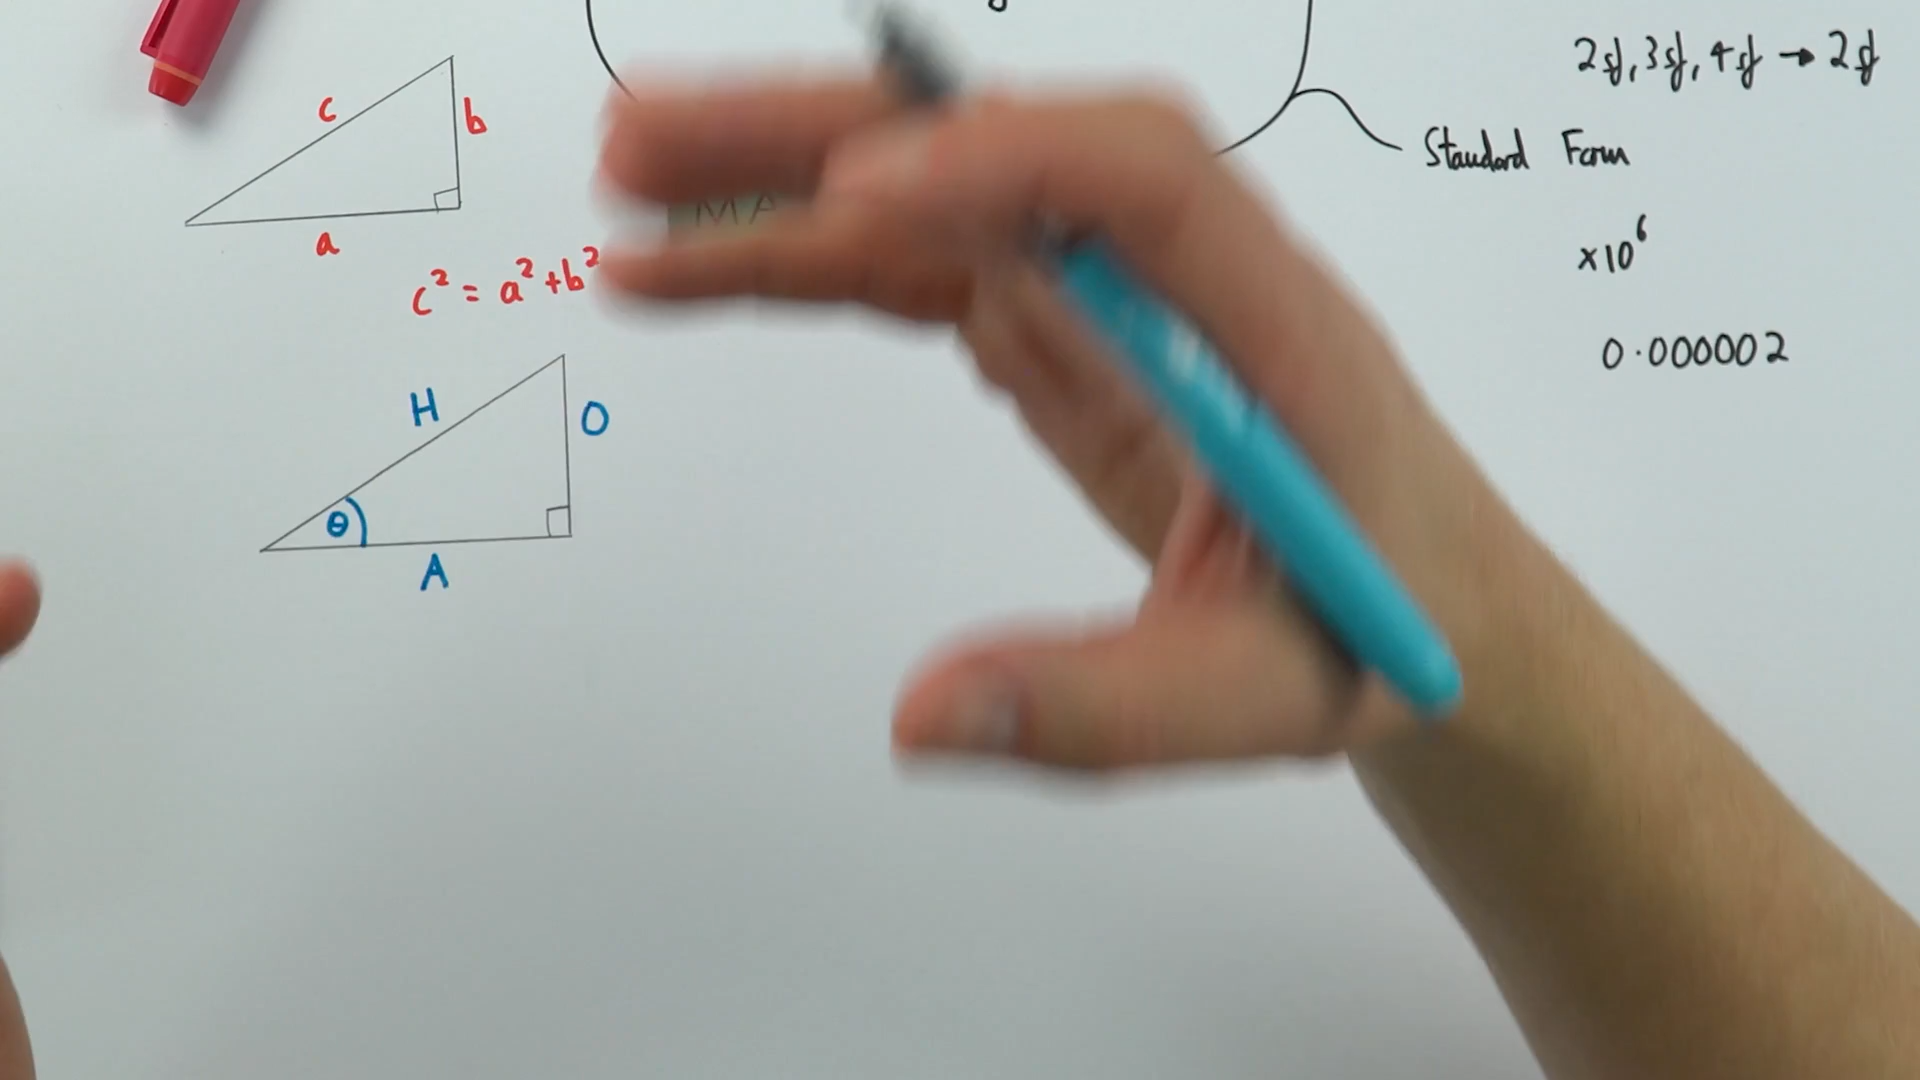 c
b
a
c² = a² + b²
H
O
θ
A
2sf, 3sf, 4sf → 2sf
Standard Form
×10⁶
0·000002